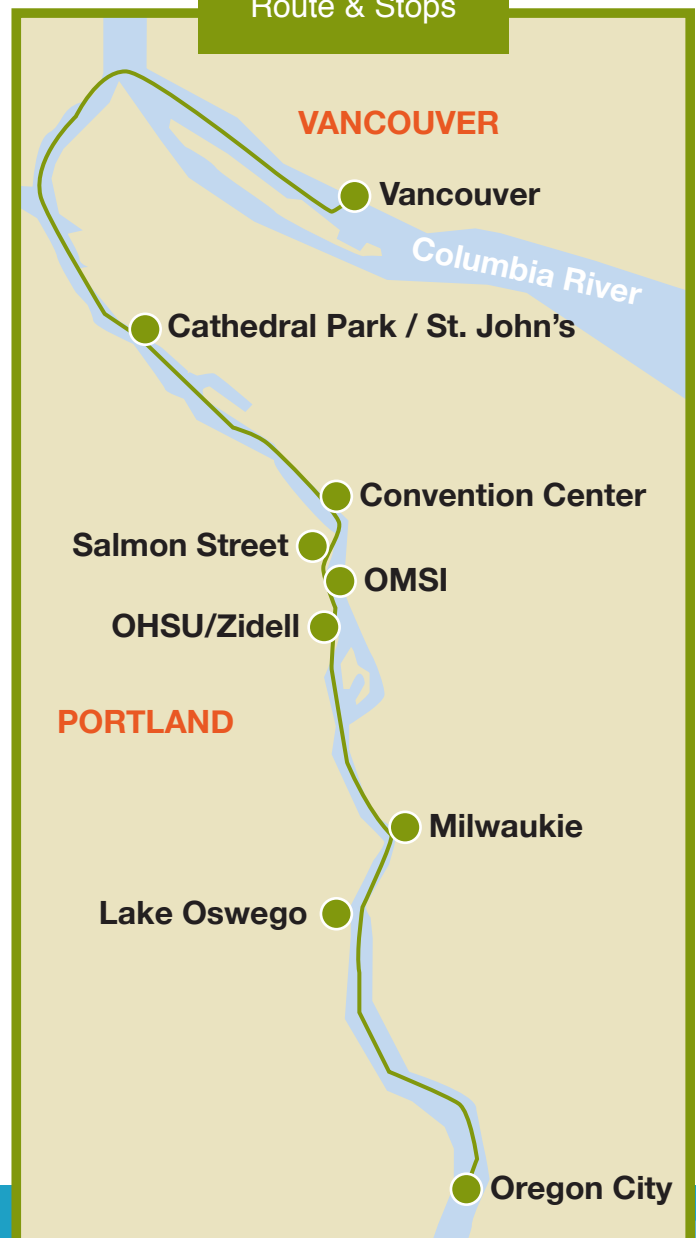 Route & Stops
VANCOUVER
Vancouver
Columbia River
Cathedral Park / St. John’s
Convention Center
Salmon Street
OMSI
OHSU/Zidell
PORTLAND
Milwaukie
Lake Oswego
Oregon City